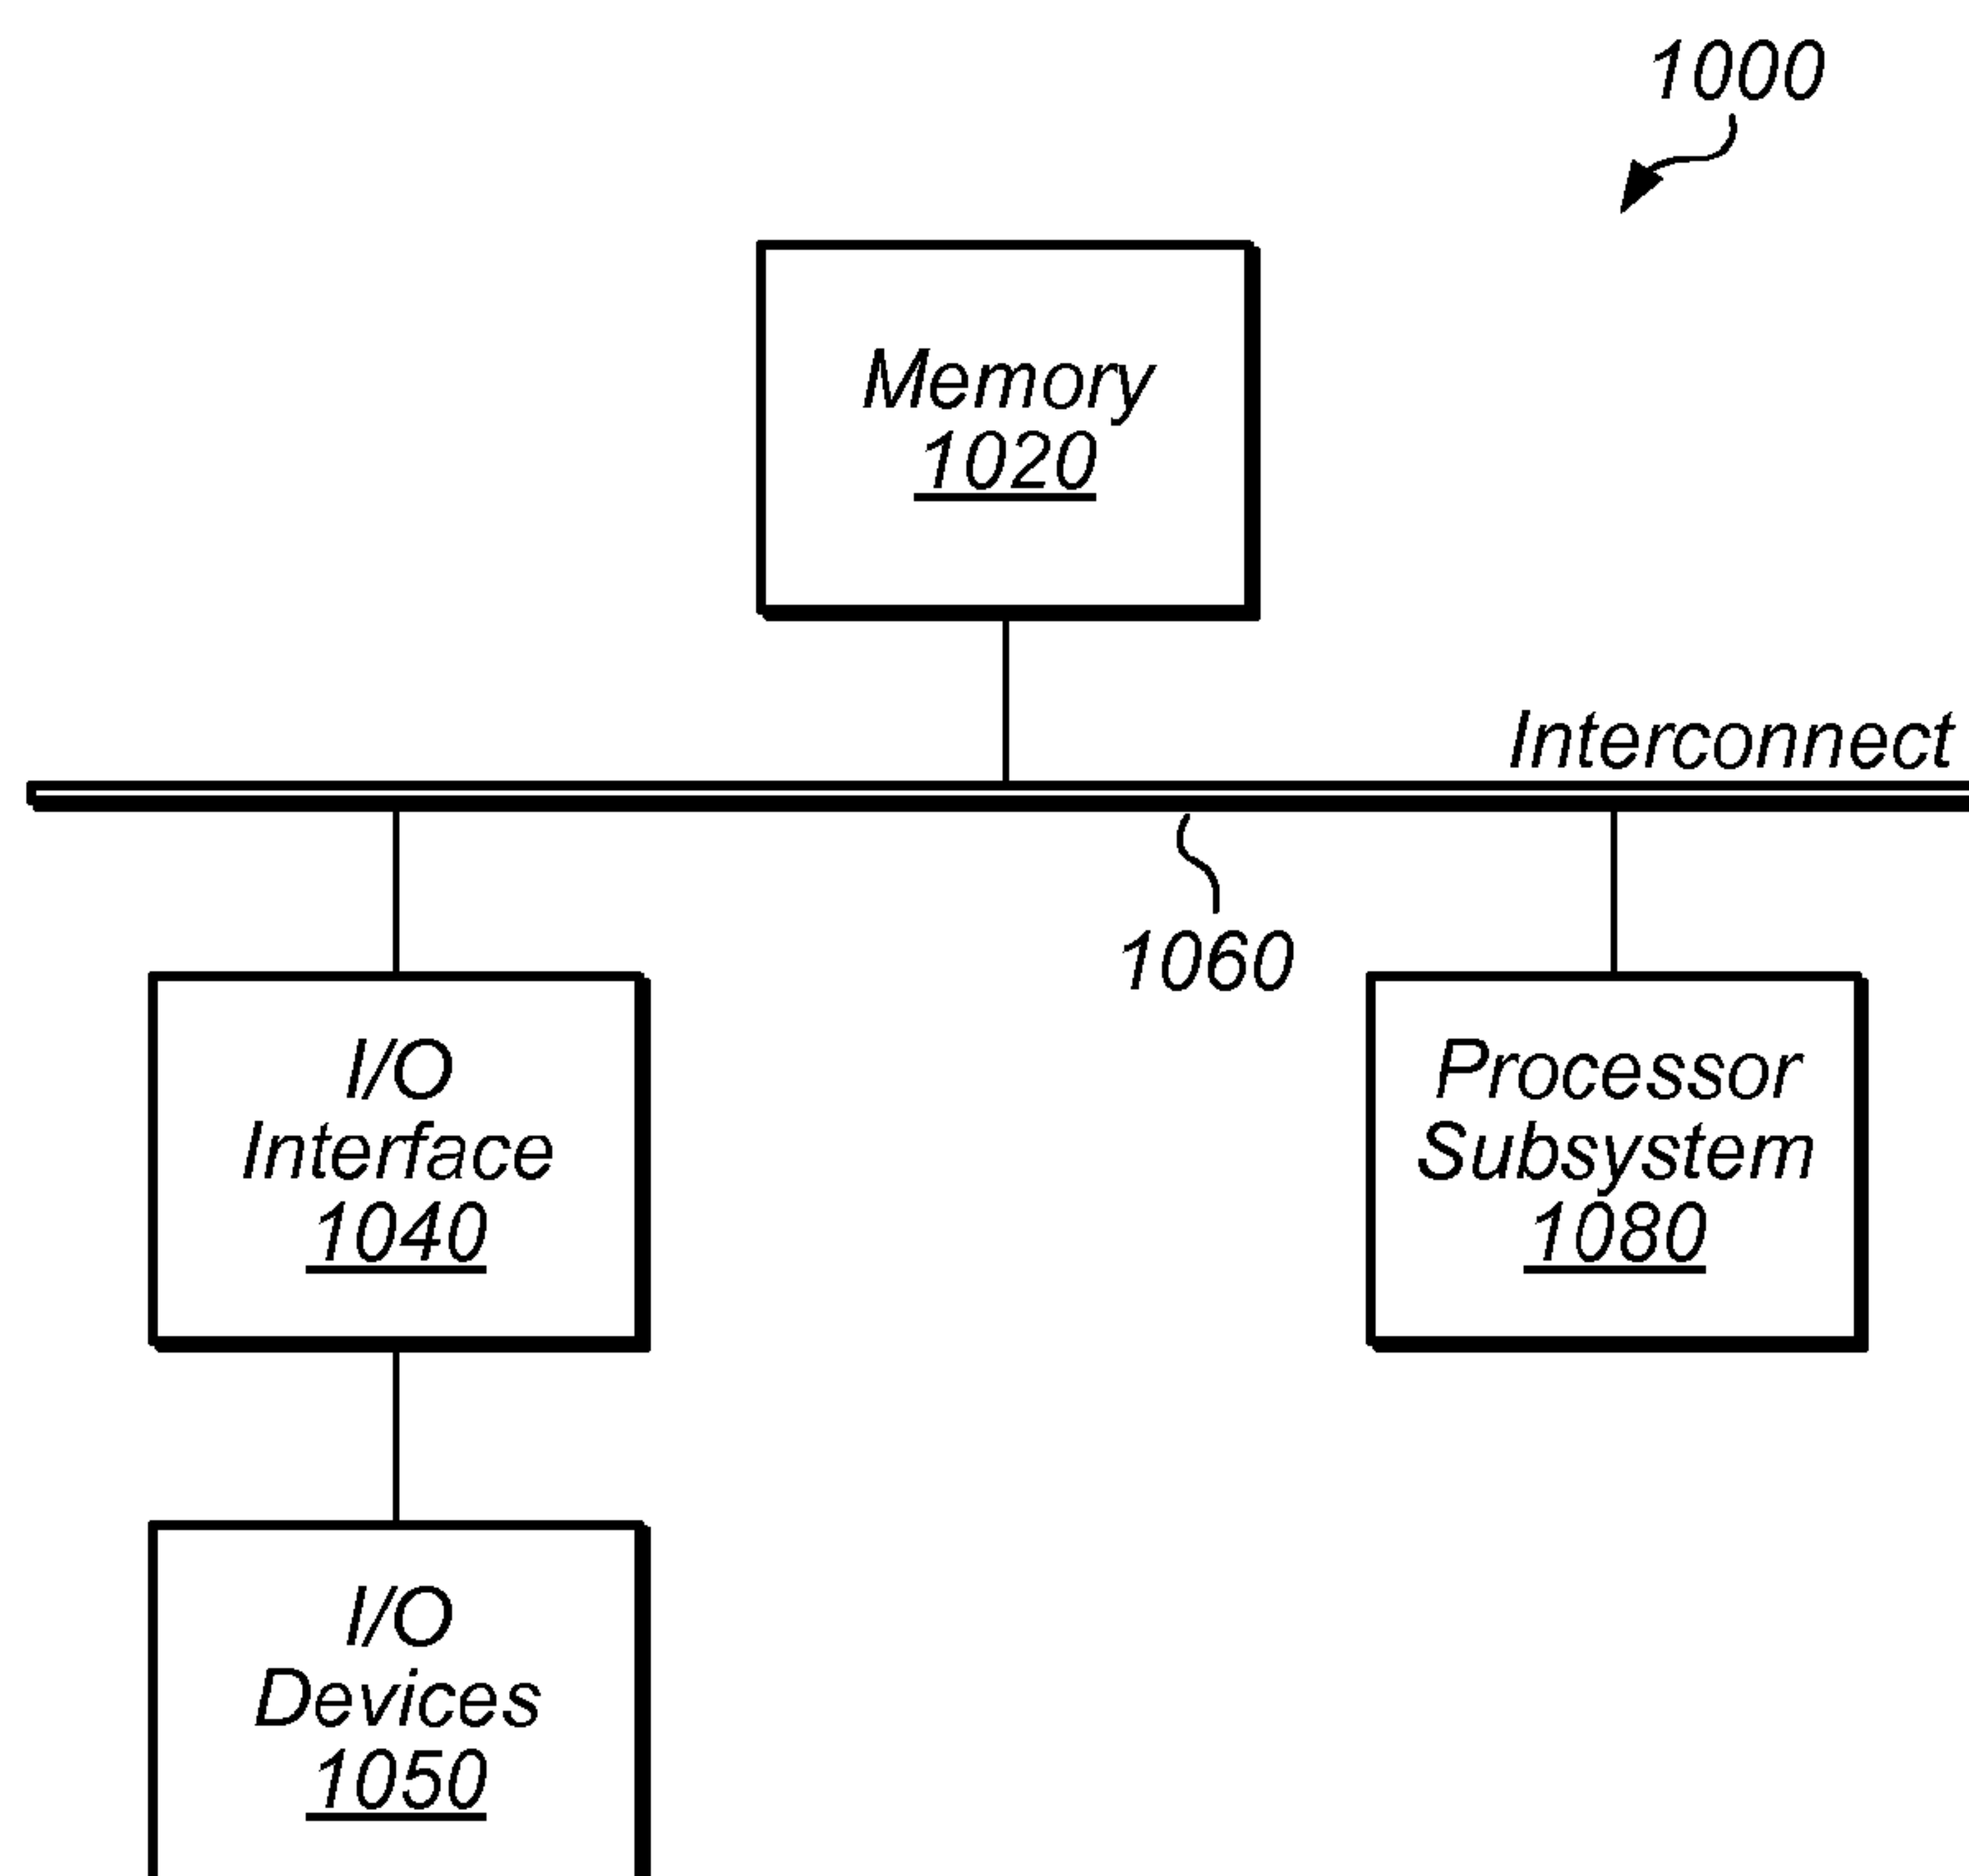 1000
Memory
1020
Interconnect
1060
I/O
Interface
1040
Processor
Subsystem
1080
I/O
Devices
1050